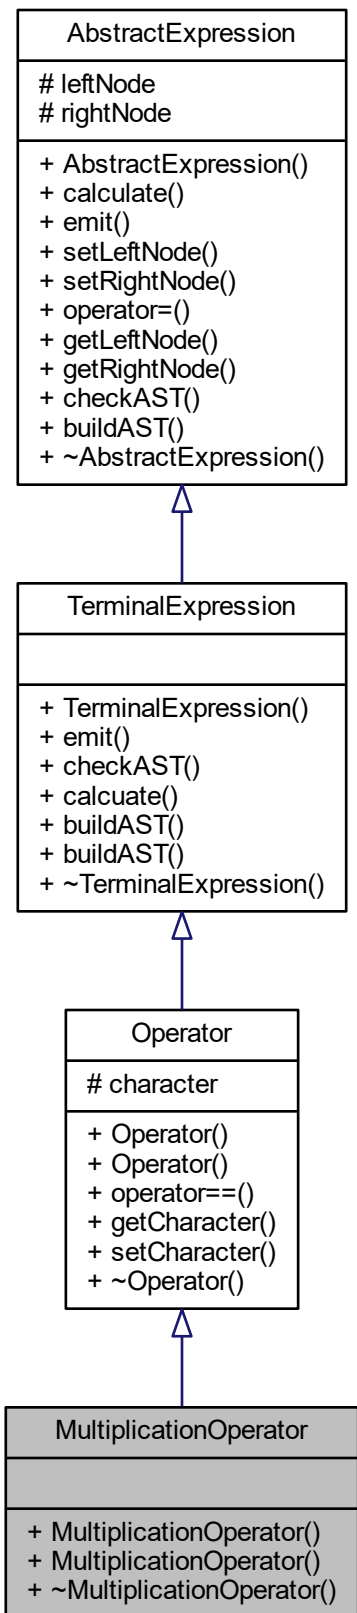 AbstractExpression
# leftNode
# rightNode
+ AbstractExpression()
+ calculate()
+ emit()
+ setLeftNode()
+ setRightNode()
+ operator=()
+ getLeftNode()
+ getRightNode()
+ checkAST()
+ buildAST()
+ ~AbstractExpression()
TerminalExpression
+ TerminalExpression()
+ emit()
+ checkAST()
+ calcuate()
+ buildAST()
+ buildAST()
+ ~TerminalExpression()
Operator
# character
+ Operator()
+ Operator()
+ operator==()
+ getCharacter()
+ setCharacter()
+ ~Operator()
MultiplicationOperator
+ MultiplicationOperator()
+ MultiplicationOperator()
+ ~MultiplicationOperator()